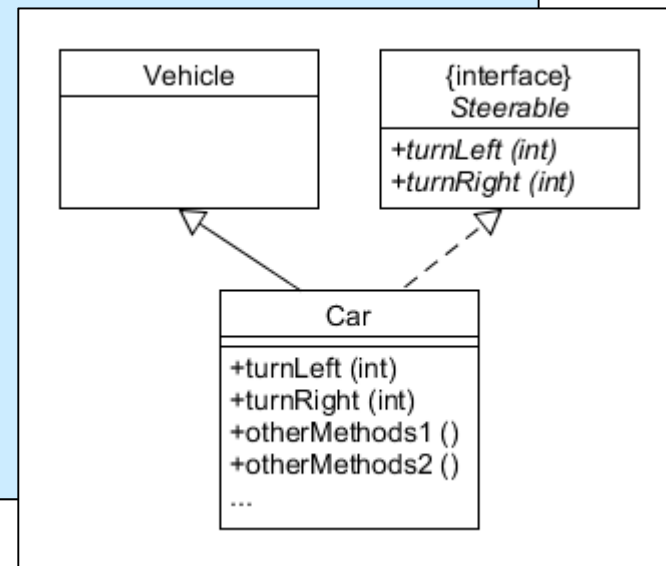 Vehicle
{interface}
Steerable
+turnLeft (int)
+turnRight (int)
Car
+turnLeft (int)
+turnRight (int)
+otherMethods1 ()
+otherMethods2 ()
...